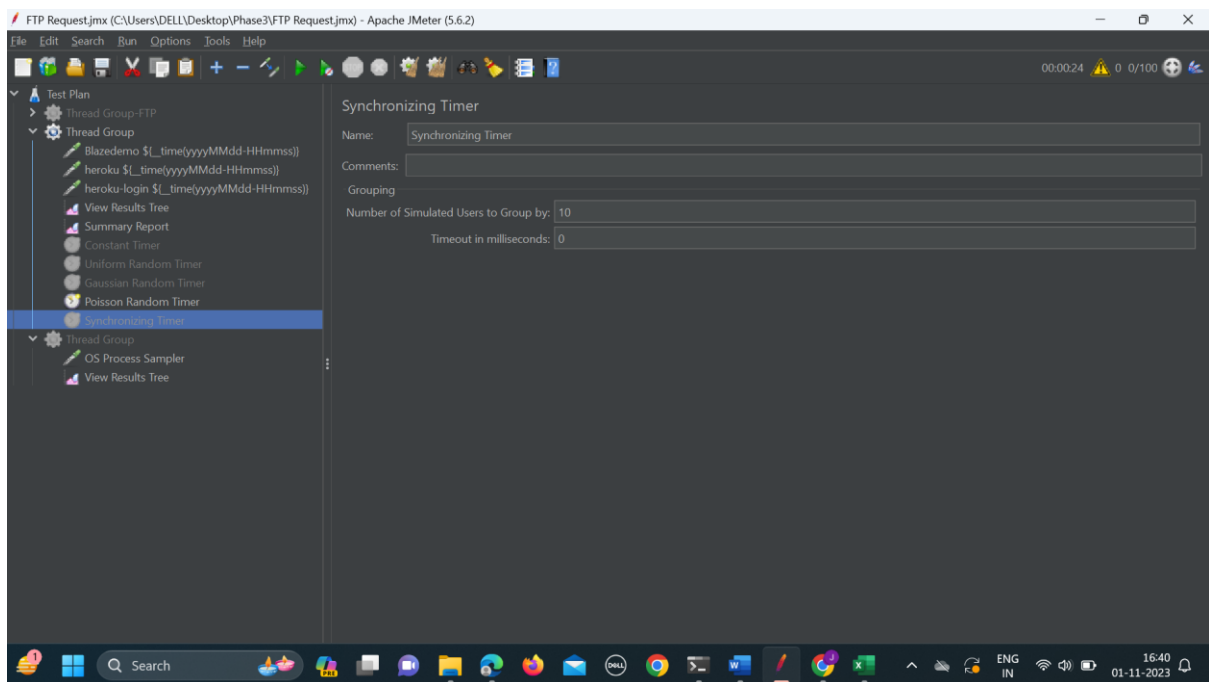 FTP Request.jmx (C:\Users\DELL\Desktop\Phase3\FTP Request.jmx) - Apache JMeter (5.6.2)
File Edit Search Run Options Tools Help
00:00:24 0 0/100
Test Plan
Thread Group-FTP
Thread Group
Blazedemo ${__time(yyyyMMdd-HHmmss)}
heroku ${__time(yyyyMMdd-HHmmss)}
heroku-login ${__time(yyyyMMdd-HHmmss)}
View Results Tree
Summary Report
Constant Timer
Uniform Random Timer
Gaussian Random Timer
Poisson Random Timer
Synchronizing Timer
Thread Group
OS Process Sampler
View Results Tree
Synchronizing Timer
Name: Synchronizing Timer
Comments:
Grouping
Number of Simulated Users to Group by: 10
Timeout in milliseconds: 0
1 Search PRE DELL W J X ENG 16:40
IN 01-11-2023